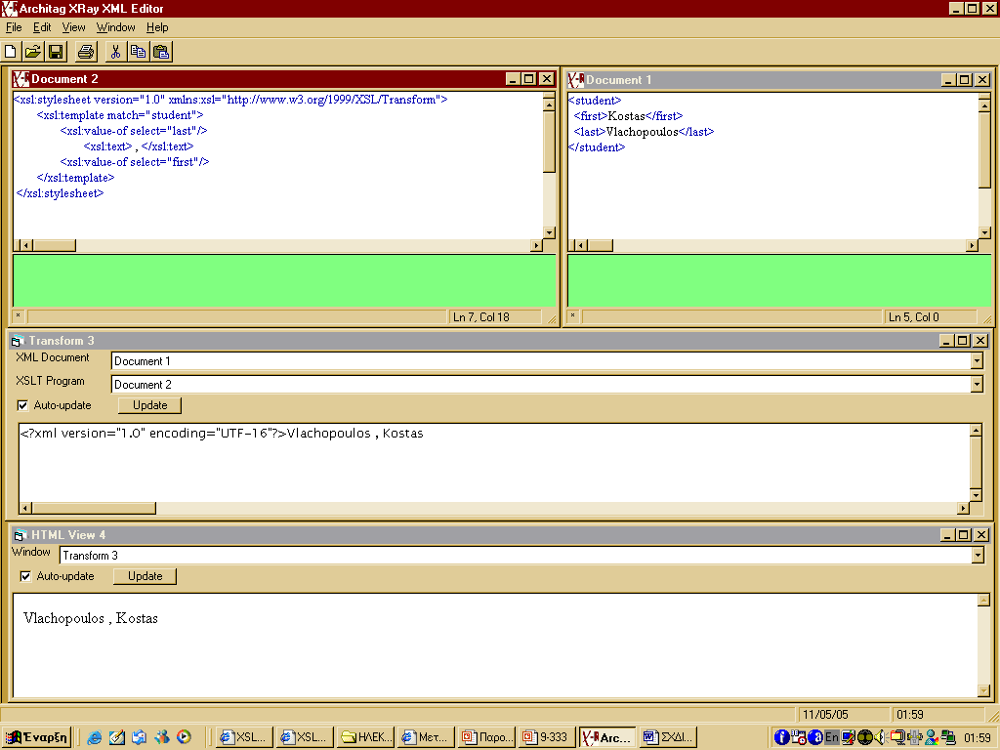 Architag XRay XML Editor
File Edit View Window Help
Document 2
<xsl:stylesheet version="1.0" xmlns:xsl="http://www.w3.org/1999/XSL/Transform">
<xsl:template match="student">
<xsl:value-of select="last"/>
<xsl:text> , </xsl:text>
<xsl:value-of select="first"/>
</xsl:template>
</xsl:stylesheet>
* Ln 7, Col 18
Document 1
<student>
<first>Kostas</first>
<last>Vlachopoulos</last>
</student>
* Ln 5, Col 0
Transform 3
XML Document Document 1
XSLT Program Document 2
Auto-update Update
<?xml version="1.0" encoding="UTF-16"?>Vlachopoulos , Kostas
HTML View 4
Window Transform 3
Auto-update Update
Vlachopoulos , Kostas
11/05/05 01:59
Έναρξη XSL... XSL... ΗΛΕΚ... Μετ... Παρο... 9-333 Arc... ΣΧΔΙ... En 01:59